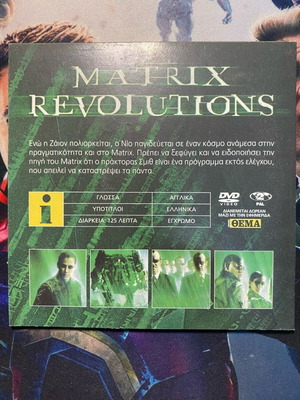 MATRIX
REVOLUTIONS
Ενώ η Ζάιον πολιορκείται, ο Νίο παγιδεύεται σε έναν κόσμο ανάμεσα στην
πραγματικότητα και στο Matrix. Πρέπει να ξεφύγει και να ειδοποιήσει την
πηγή του Matrix ότι ο πράκτορας Σμιθ είναι ένα πρόγραμμα εκτός ελέγχου,
που απειλεί να καταστρέψει τα πάντα.
i
ΓΛΩΣΣΑ ΑΓΓΛΙΚΑ
ΥΠΟΤΙΤΛΟΙ ΕΛΛΗΝΙΚΑ
ΔΙΑΡΚΕΙΑ: 125 ΛΕΠΤΑ ΕΓΧΡΩΜΟ
DVD
VIDEO
PAL
ΔΙΑΝΕΜΕΤΑΙ ΔΩΡΕΑΝ
ΜΑΖΙ ΜΕ ΤΗΝ ΕΦΗΜΕΡΙΔΑ
ΘΕΜΑ